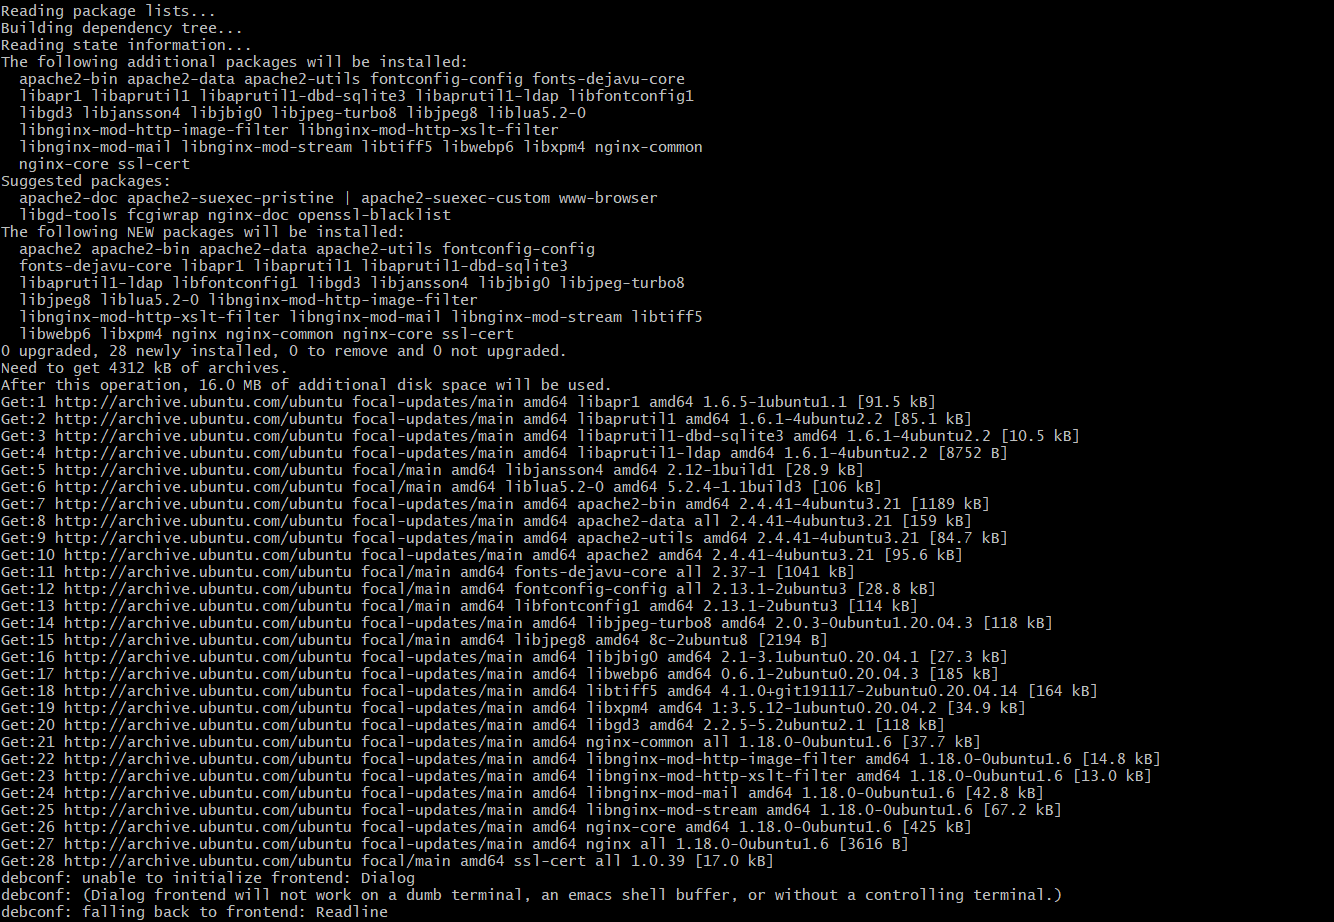 Reading package lists...
Building dependency tree...
Reading state information...
The following additional packages will be installed:
  apache2-bin apache2-data apache2-utils fontconfig-config fonts-dejavu-core
  libapr1 libaprutil1 libaprutil1-dbd-sqlite3 libaprutil1-ldap libfontconfig1
  libgd3 libjansson4 libjbig0 libjpeg-turbo8 libjpeg8 liblua5.2-0
  libnginx-mod-http-image-filter libnginx-mod-http-xslt-filter
  libnginx-mod-mail libnginx-mod-stream libtiff5 libwebp6 libxpm4 nginx-common
  nginx-core ssl-cert
Suggested packages:
  apache2-doc apache2-suexec-pristine | apache2-suexec-custom www-browser
  libgd-tools fcgiwrap nginx-doc openssl-blacklist
The following NEW packages will be installed:
  apache2 apache2-bin apache2-data apache2-utils fontconfig-config
  fonts-dejavu-core libapr1 libaprutil1 libaprutil1-dbd-sqlite3
  libaprutil1-ldap libfontconfig1 libgd3 libjansson4 libjbig0 libjpeg-turbo8
  libjpeg8 liblua5.2-0 libnginx-mod-http-image-filter
  libnginx-mod-http-xslt-filter libnginx-mod-mail libnginx-mod-stream libtiff5
  libwebp6 libxpm4 nginx nginx-common nginx-core ssl-cert
0 upgraded, 28 newly installed, 0 to remove and 0 not upgraded.
Need to get 4312 kB of archives.
After this operation, 16.0 MB of additional disk space will be used.
Get:1 http://archive.ubuntu.com/ubuntu focal-updates/main amd64 libapr1 amd64 1.6.5-1ubuntu1.1 [91.5 kB]
Get:2 http://archive.ubuntu.com/ubuntu focal-updates/main amd64 libaprutil1 amd64 1.6.1-4ubuntu2.2 [85.1 kB]
Get:3 http://archive.ubuntu.com/ubuntu focal-updates/main amd64 libaprutil1-dbd-sqlite3 amd64 1.6.1-4ubuntu2.2 [10.5 kB]
Get:4 http://archive.ubuntu.com/ubuntu focal-updates/main amd64 libaprutil1-ldap amd64 1.6.1-4ubuntu2.2 [8752 B]
Get:5 http://archive.ubuntu.com/ubuntu focal/main amd64 libjansson4 amd64 2.12-1build1 [28.9 kB]
Get:6 http://archive.ubuntu.com/ubuntu focal/main amd64 liblua5.2-0 amd64 5.2.4-1.1build3 [106 kB]
Get:7 http://archive.ubuntu.com/ubuntu focal-updates/main amd64 apache2-bin amd64 2.4.41-4ubuntu3.21 [1189 kB]
Get:8 http://archive.ubuntu.com/ubuntu focal-updates/main amd64 apache2-data all 2.4.41-4ubuntu3.21 [159 kB]
Get:9 http://archive.ubuntu.com/ubuntu focal-updates/main amd64 apache2-utils amd64 2.4.41-4ubuntu3.21 [84.7 kB]
Get:10 http://archive.ubuntu.com/ubuntu focal-updates/main amd64 apache2 amd64 2.4.41-4ubuntu3.21 [95.6 kB]
Get:11 http://archive.ubuntu.com/ubuntu focal/main amd64 fonts-dejavu-core all 2.37-1 [1041 kB]
Get:12 http://archive.ubuntu.com/ubuntu focal/main amd64 fontconfig-config all 2.13.1-2ubuntu3 [28.8 kB]
Get:13 http://archive.ubuntu.com/ubuntu focal/main amd64 libfontconfig1 amd64 2.13.1-2ubuntu3 [114 kB]
Get:14 http://archive.ubuntu.com/ubuntu focal-updates/main amd64 libjpeg-turbo8 amd64 2.0.3-0ubuntu1.20.04.3 [118 kB]
Get:15 http://archive.ubuntu.com/ubuntu focal/main amd64 libjpeg8 amd64 8c-2ubuntu8 [2194 B]
Get:16 http://archive.ubuntu.com/ubuntu focal-updates/main amd64 libjbig0 amd64 2.1-3.1ubuntu0.20.04.1 [27.3 kB]
Get:17 http://archive.ubuntu.com/ubuntu focal-updates/main amd64 libwebp6 amd64 0.6.1-2ubuntu0.20.04.3 [185 kB]
Get:18 http://archive.ubuntu.com/ubuntu focal-updates/main amd64 libtiff5 amd64 4.1.0+git191117-2ubuntu0.20.04.14 [164 kB]
Get:19 http://archive.ubuntu.com/ubuntu focal-updates/main amd64 libxpm4 amd64 1:3.5.12-1ubuntu0.20.04.2 [34.9 kB]
Get:20 http://archive.ubuntu.com/ubuntu focal-updates/main amd64 libgd3 amd64 2.2.5-5.2ubuntu2.1 [118 kB]
Get:21 http://archive.ubuntu.com/ubuntu focal-updates/main amd64 nginx-common all 1.18.0-0ubuntu1.6 [37.7 kB]
Get:22 http://archive.ubuntu.com/ubuntu focal-updates/main amd64 libnginx-mod-http-image-filter amd64 1.18.0-0ubuntu1.6 [14.8 kB]
Get:23 http://archive.ubuntu.com/ubuntu focal-updates/main amd64 libnginx-mod-http-xslt-filter amd64 1.18.0-0ubuntu1.6 [13.0 kB]
Get:24 http://archive.ubuntu.com/ubuntu focal-updates/main amd64 libnginx-mod-mail amd64 1.18.0-0ubuntu1.6 [42.8 kB]
Get:25 http://archive.ubuntu.com/ubuntu focal-updates/main amd64 libnginx-mod-stream amd64 1.18.0-0ubuntu1.6 [67.2 kB]
Get:26 http://archive.ubuntu.com/ubuntu focal-updates/main amd64 nginx-core amd64 1.18.0-0ubuntu1.6 [425 kB]
Get:27 http://archive.ubuntu.com/ubuntu focal-updates/main amd64 nginx all 1.18.0-0ubuntu1.6 [3616 B]
Get:28 http://archive.ubuntu.com/ubuntu focal/main amd64 ssl-cert all 1.0.39 [17.0 kB]
debconf: unable to initialize frontend: Dialog
debconf: (Dialog frontend will not work on a dumb terminal, an emacs shell buffer, or without a controlling terminal.)
debconf: falling back to frontend: Readline